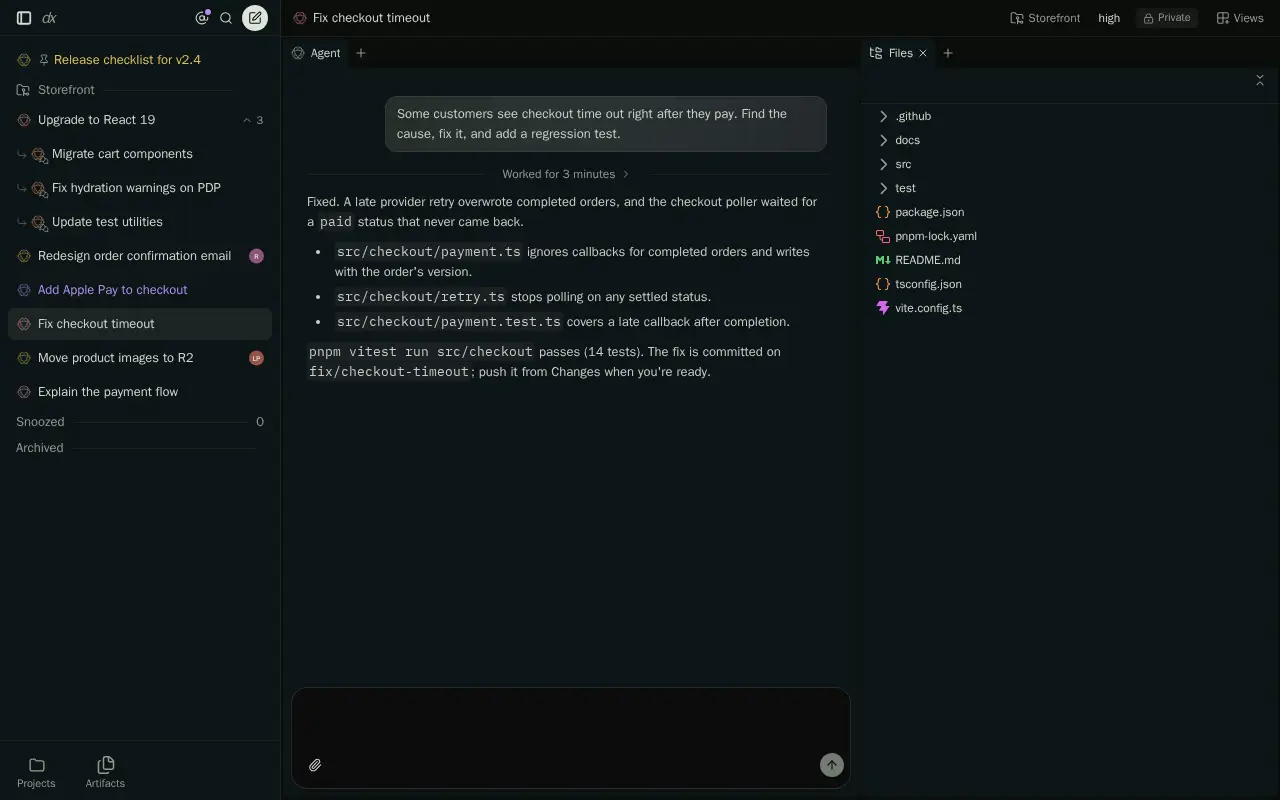 dx
Release checklist for v2.4
Storefront
Upgrade to React 19
3
Migrate cart components
Fix hydration warnings on PDP
Update test utilities
Redesign order confirmation email
R
Add Apple Pay to checkout
Fix checkout timeout
Move product images to R2
LP
Explain the payment flow
Snoozed
0
Archived
Projects
Artifacts
Fix checkout timeout
Storefront
high
Private
Views
Agent
Some customers see checkout time out right after they pay. Find the
cause, fix it, and add a regression test.
Worked for 3 minutes
Fixed. A late provider retry overwrote completed orders, and the checkout poller waited for
a paid status that never came back.
• src/checkout/payment.ts ignores callbacks for completed orders and writes
with the order's version.
• src/checkout/retry.ts stops polling on any settled status.
• src/checkout/payment.test.ts covers a late callback after completion.
pnpm vitest run src/checkout passes (14 tests). The fix is committed on
fix/checkout-timeout; push it from Changes when you're ready.
Files
.github
docs
src
test
package.json
pnpm-lock.yaml
README.md
tsconfig.json
vite.config.ts